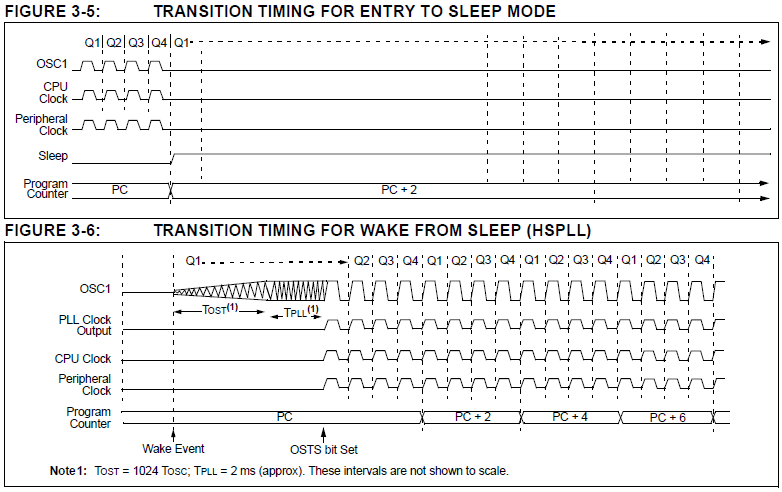 FIGURE 3-5: TRANSITION TIMING FOR ENTRY TO SLEEP MODE
Q1 Q2 Q3 Q4 Q1
OSC1
CPU
Clock
Peripheral
Clock
Sleep
Program
Counter
PC PC + 2
FIGURE 3-6: TRANSITION TIMING FOR WAKE FROM SLEEP (HSPLL)
Q1 Q2 Q3 Q4 Q1 Q2 Q3 Q4 Q1 Q2 Q3 Q4 Q1 Q2 Q3 Q4
OSC1
TOST(1) TPLL(1)
PLL Clock
Output
CPU Clock
Peripheral
Clock
Program
Counter
PC PC + 2 PC + 4 PC + 6
Wake Event OSTS bit Set
Note1: TOST = 1024 TOSC; TPLL = 2 ms (approx). These intervals are not shown to scale.